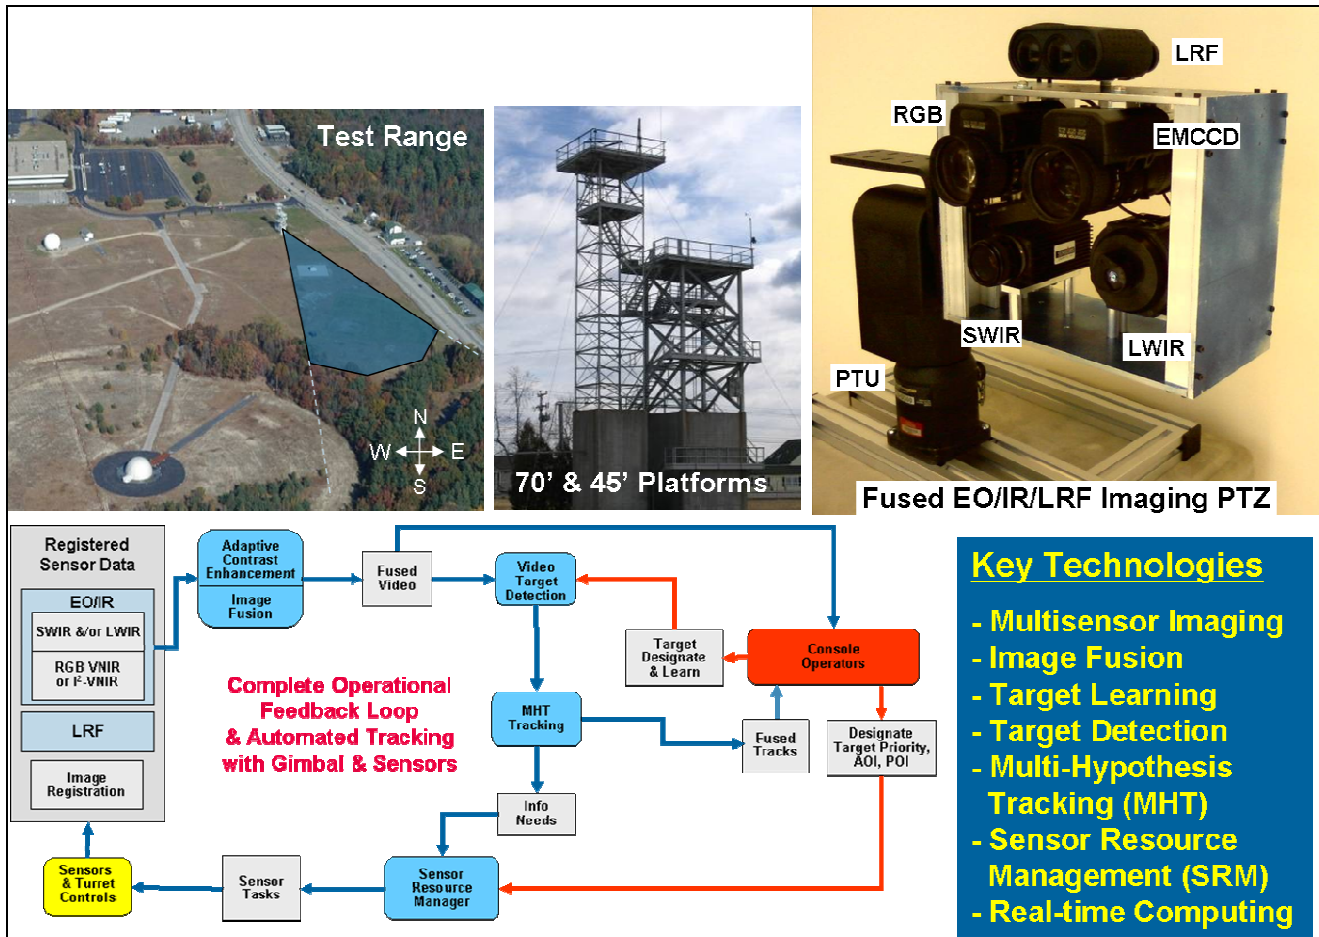 Test Range
N
W E
S
70' & 45' Platforms
LRF
RGB
EMCCD
SWIR
LWIR
PTU
Fused EO/IR/LRF Imaging PTZ
Registered
Sensor Data
EO/IR
SWIR &/or LWIR
RGB VNIR
or I²-VNIR
LRF
Image
Registration
Sensors
& Turret
Controls
Adaptive
Contrast
Enhancement
Image
Fusion
Fused
Video
Video
Target
Detection
Target
Designate
& Learn
Console
Operators
Complete Operational
Feedback Loop
& Automated Tracking
with Gimbal & Sensors
MHT
Tracking
Fused
Tracks
Designate
Target Priority,
AOI, POI
Info
Needs
Sensor
Tasks
Sensor
Resource
Manager
Key Technologies
- Multisensor Imaging
- Image Fusion
- Target Learning
- Target Detection
- Multi-Hypothesis
Tracking (MHT)
- Sensor Resource
Management (SRM)
- Real-time Computing